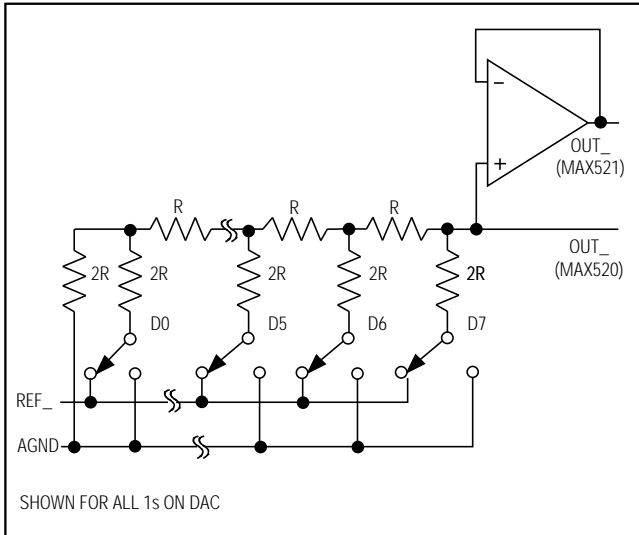 −
+
OUT_
(MAX521)
R R R
OUT_
(MAX520)
2R 2R 2R 2R 2R
D0 D5 D6 D7
REF_
AGND
SHOWN FOR ALL 1s ON DAC